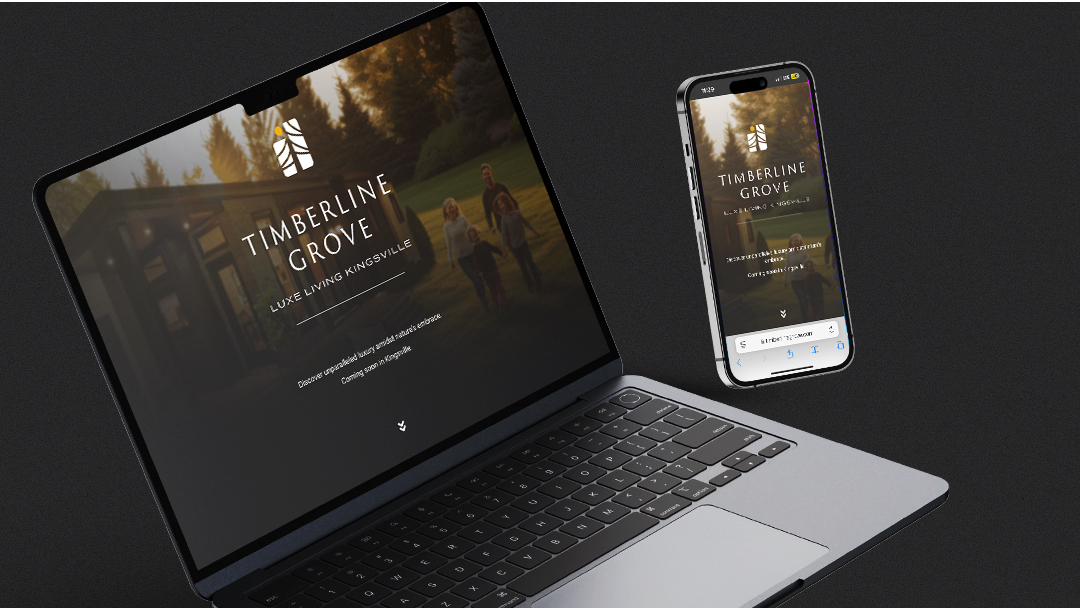 TIMBERLINE
GROVE
LUXE LIVING KINGSVILLE
Discover unparalleled luxury amidst nature's embrace.
Coming soon in Kingsville
TIMBERLINE
GROVE
LUXE LIVING KINGSVILLE
Discover unparalleled luxury amidst nature's
embrace.
Coming soon in Kingsville